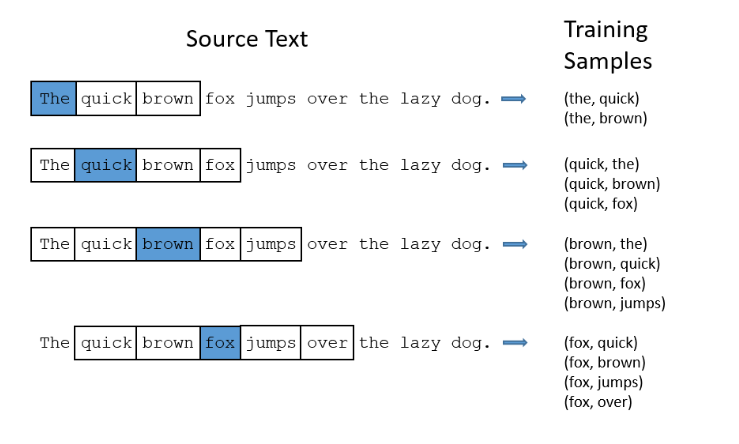 Source Text
Training
Samples
The quick brown fox jumps over the lazy dog.
(the, quick)
(the, brown)
The quick brown fox jumps over the lazy dog.
(quick, the)
(quick, brown)
(quick, fox)
The quick brown fox jumps over the lazy dog.
(brown, the)
(brown, quick)
(brown, fox)
(brown, jumps)
The quick brown fox jumps over the lazy dog.
(fox, quick)
(fox, brown)
(fox, jumps)
(fox, over)